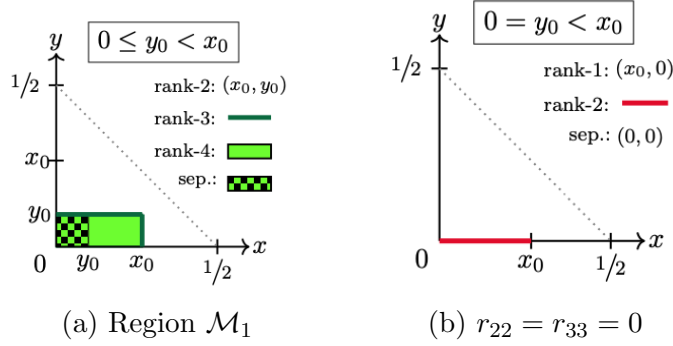 0 ≤ y₀ < x₀
y
1/2
rank-2: (x₀, y₀)
rank-3:
x₀
rank-4:
sep.:
y₀
0
y₀
x₀
1/2
x
(a) Region ℳ₁
0 = y₀ < x₀
y
1/2
rank-1: (x₀, 0)
rank-2:
sep.: (0, 0)
0
x₀
1/2
x
(b) r₂₂ = r₃₃ = 0